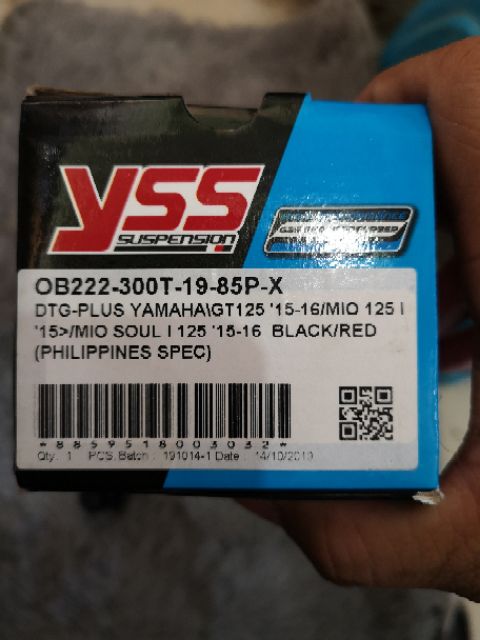 YSS
SUSPENSION
OB222-300T-19-85P-X
DTG-PLUS YAMAHA\GT125 '15-16/MIO 125 I
'15>/MIO SOUL I 125 '15-16 BLACK/RED
(PHILIPPINES SPEC)
*8859518003032*
Qty. 1 PCS. Batch : 191014-1 Date : 14/10/2019